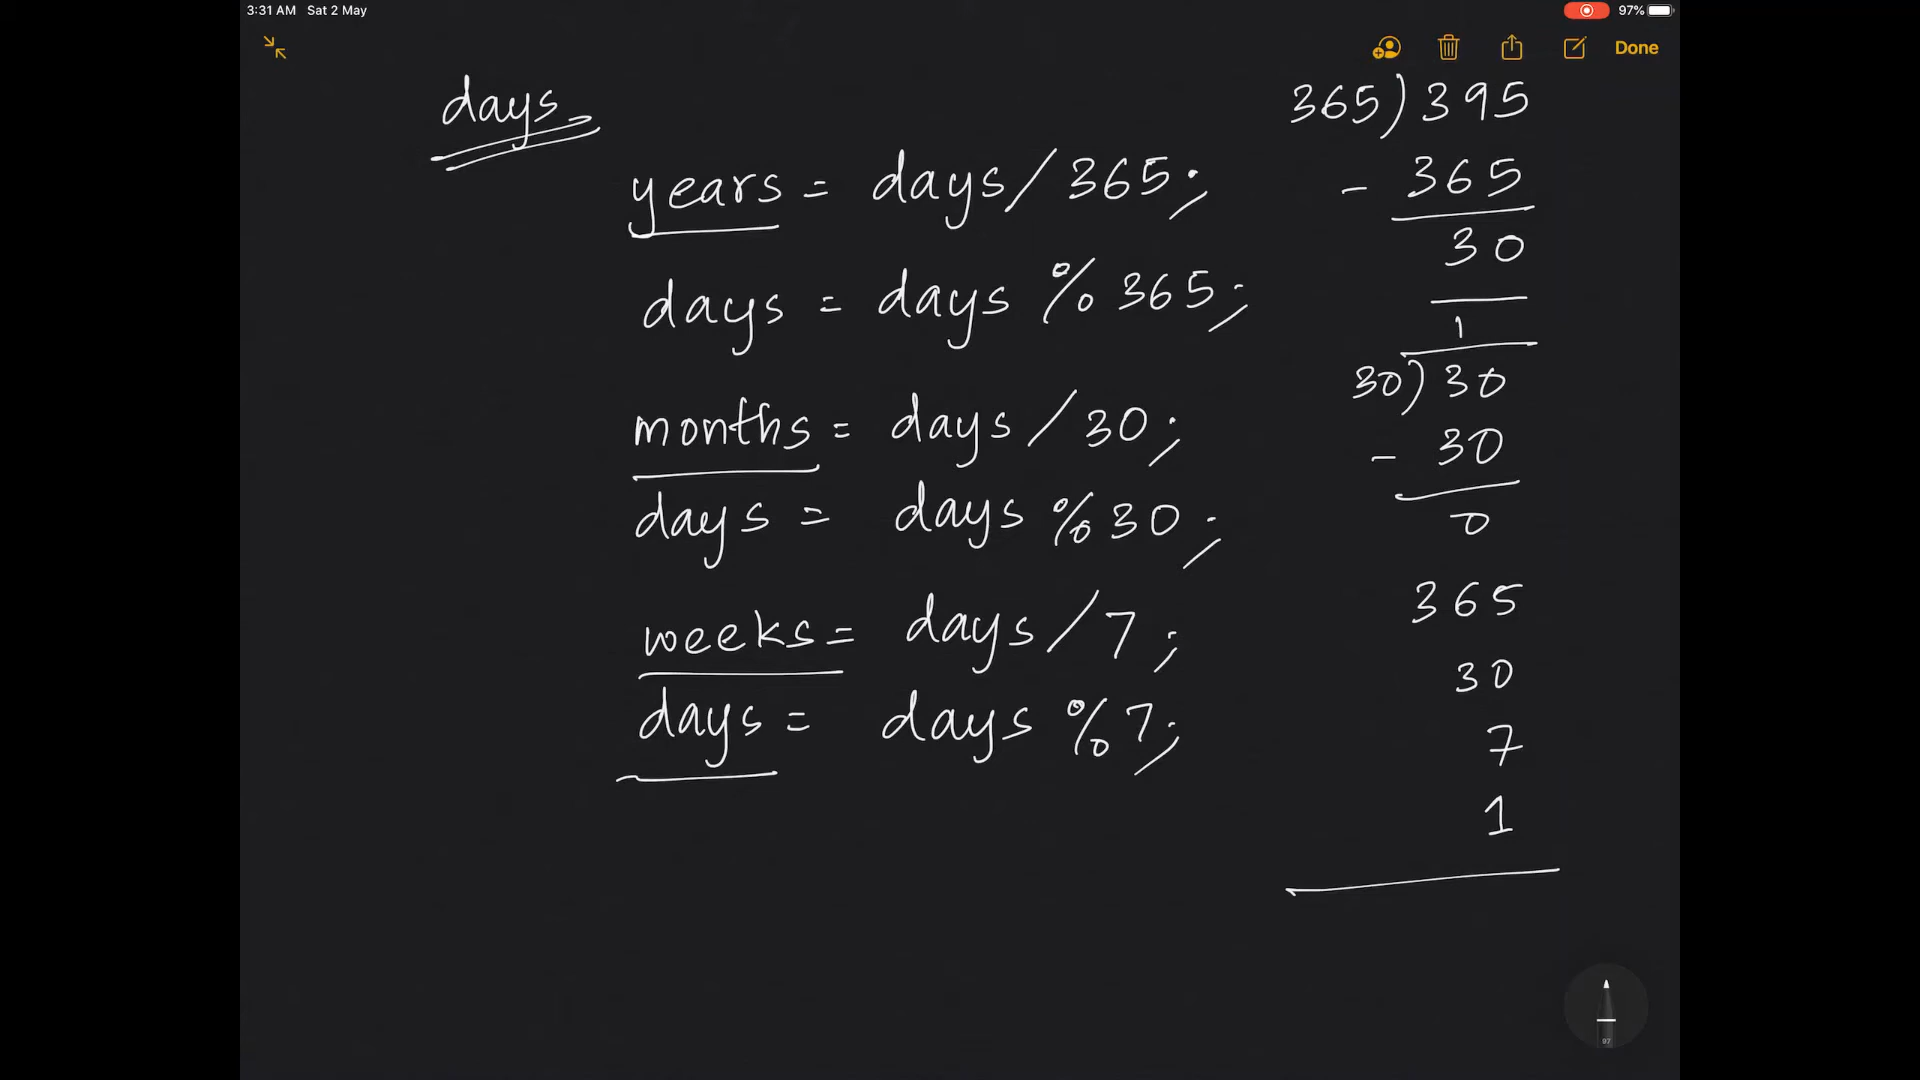 3:31 AM Sat 2 May
97%
Done
days
years = days/365;
days = days % 365;
months = days/30;
days = days % 30;
weeks = days/7;
days = days % 7;
365)395
- 365
30
1
30)30
- 30
0
365
30
7
1
97